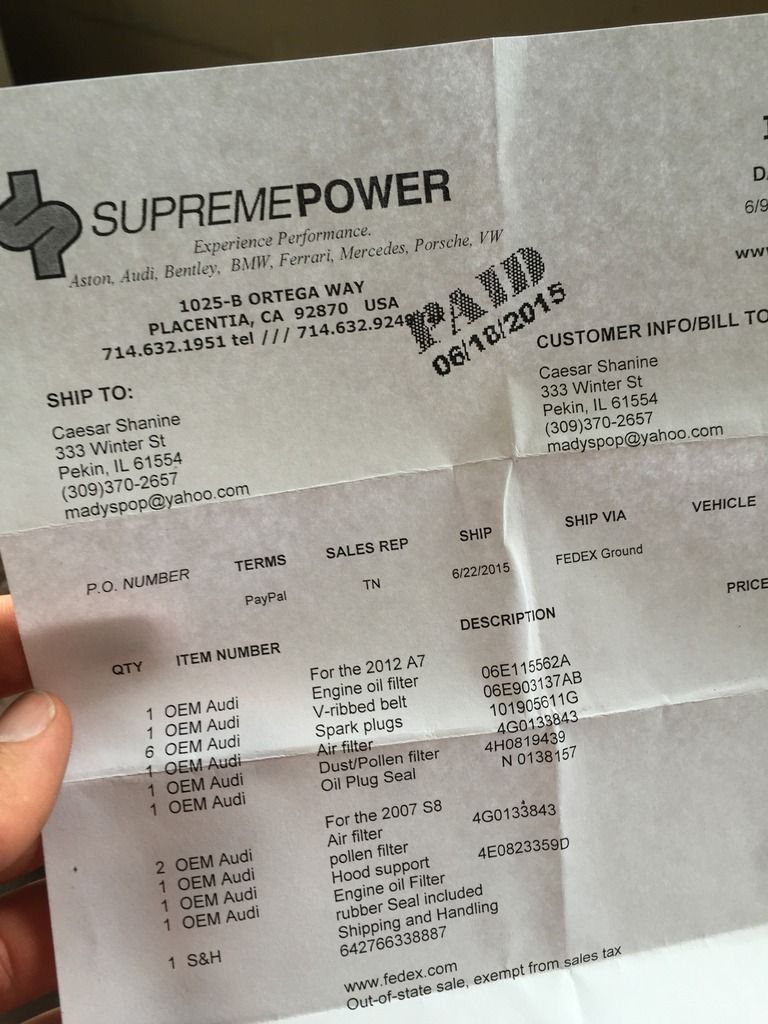 SUPREMEPOWER
Experience Performance.
Aston, Audi, Bentley, BMW, Ferrari, Mercedes, Porsche, VW
1025-B ORTEGA WAY
PLACENTIA, CA 92870 USA
714.632.1951 tel /// 714.632.924
PAID
06/18/2015
D
6/9
www
SHIP TO:
Caesar Shanine
333 Winter St
Pekin, IL 61554
(309)370-2657
madyspop@yahoo.com
CUSTOMER INFO/BILL TO
Caesar Shanine
333 Winter St
Pekin, IL 61554
(309)370-2657
madyspop@yahoo.com
P.O. NUMBER TERMS SALES REP SHIP SHIP VIA VEHICLE
PayPal TN 6/22/2015 FEDEX Ground
QTY ITEM NUMBER DESCRIPTION PRICE
For the 2012 A7
1 OEM Audi Engine oil filter 06E115562A
1 OEM Audi V-ribbed belt 06E903137AB
6 OEM Audi Spark plugs 101905611G
1 OEM Audi Air filter 4G0133843
1 OEM Audi Dust/Pollen filter 4H0819439
1 OEM Audi Oil Plug Seal N 0138157
For the 2007 S8
2 OEM Audi Air filter 4G0133843
1 OEM Audi pollen filter
1 OEM Audi Hood support 4E0823359D
1 OEM Audi Engine oil Filter
rubber Seal included
1 S&H Shipping and Handling
642766338887
www.fedex.com
Out-of-state sale, exempt from sales tax